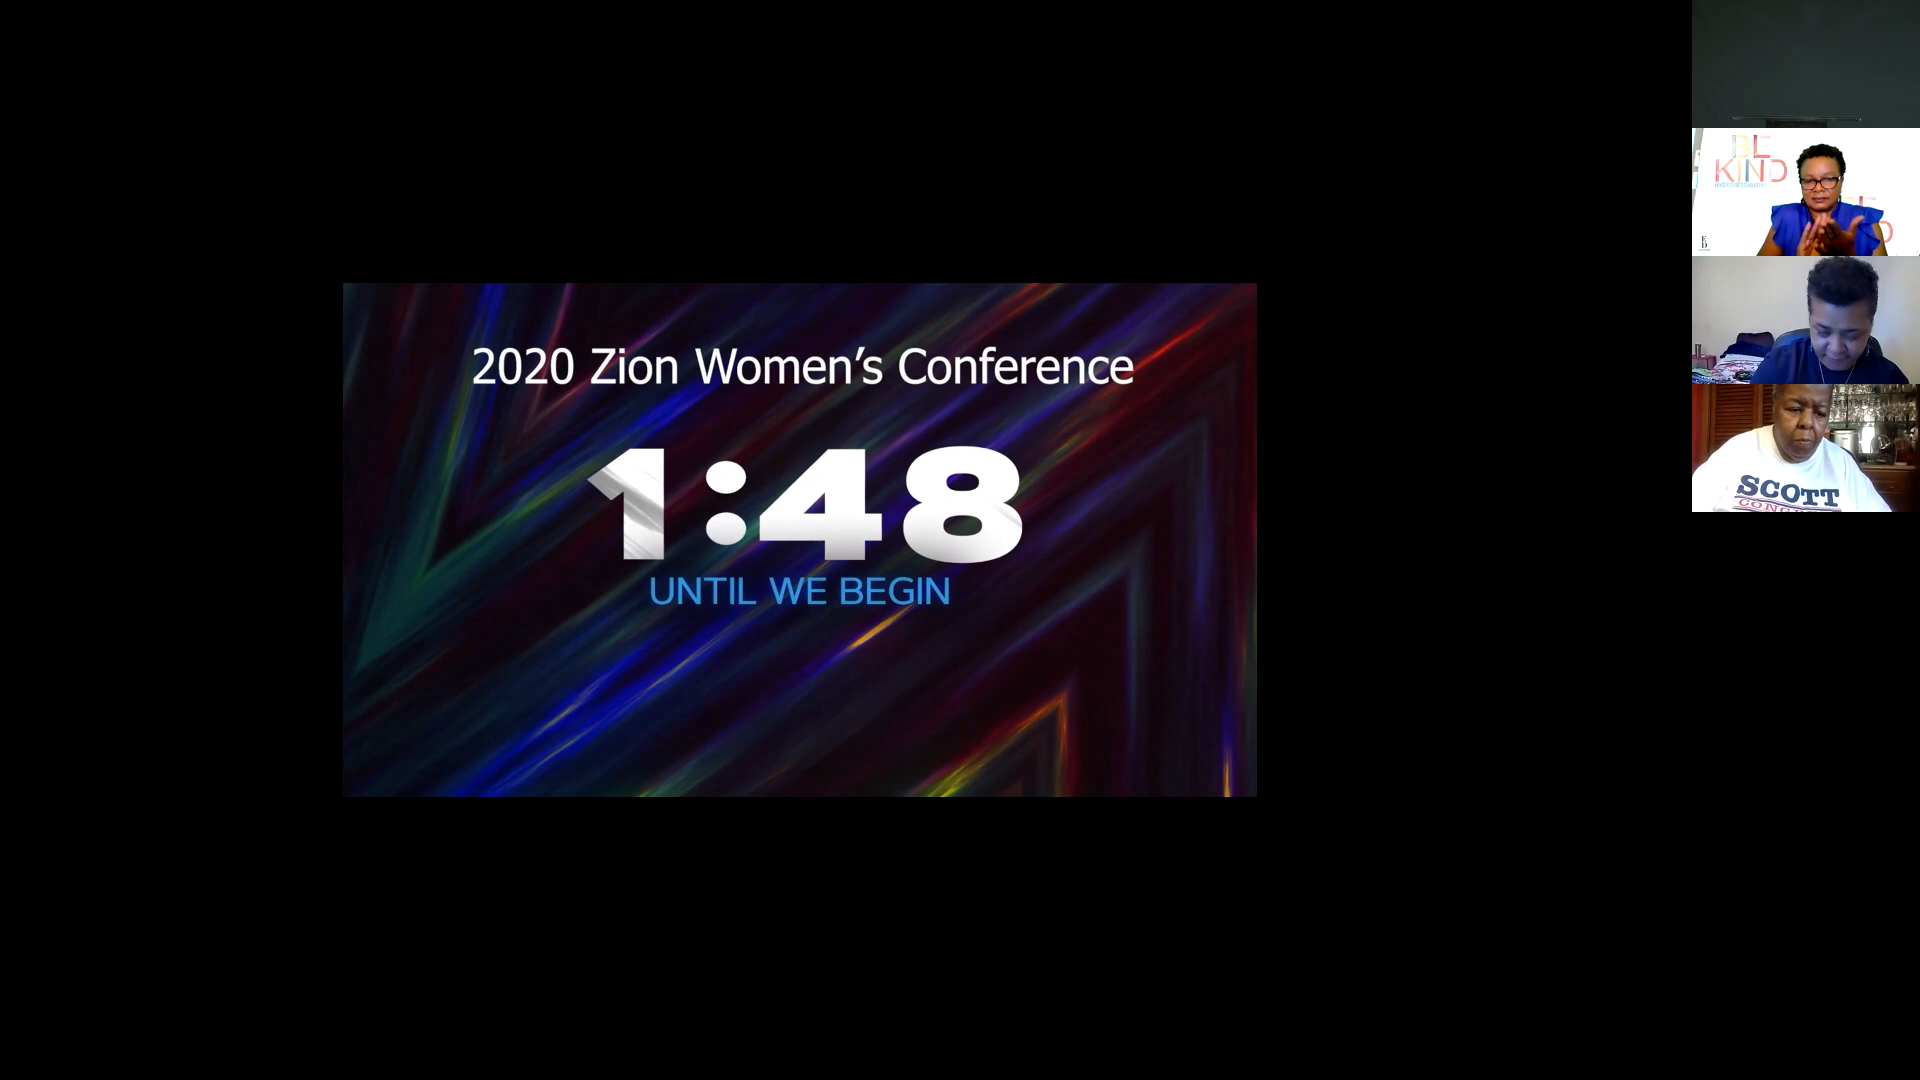 2020 Zion Women's Conference
1:48
UNTIL WE BEGIN
BE
KIND
E
D
SCOTT